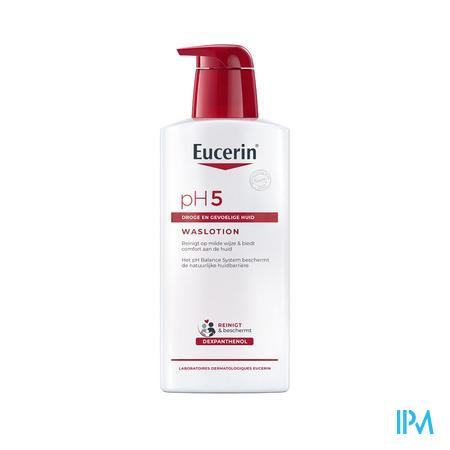 Eucerin®
pH5
DROGE EN GEVOELIGE HUID
WASLOTION
Reinigt op milde wijze & biedt
comfort aan de huid
Het pH Balance System beschermt
de natuurlijke huidbarrière
REINIGT
& beschermt
DEXPANTHENOL
LABORATOIRES DERMATOLOGIQUES EUCERIN
IPM